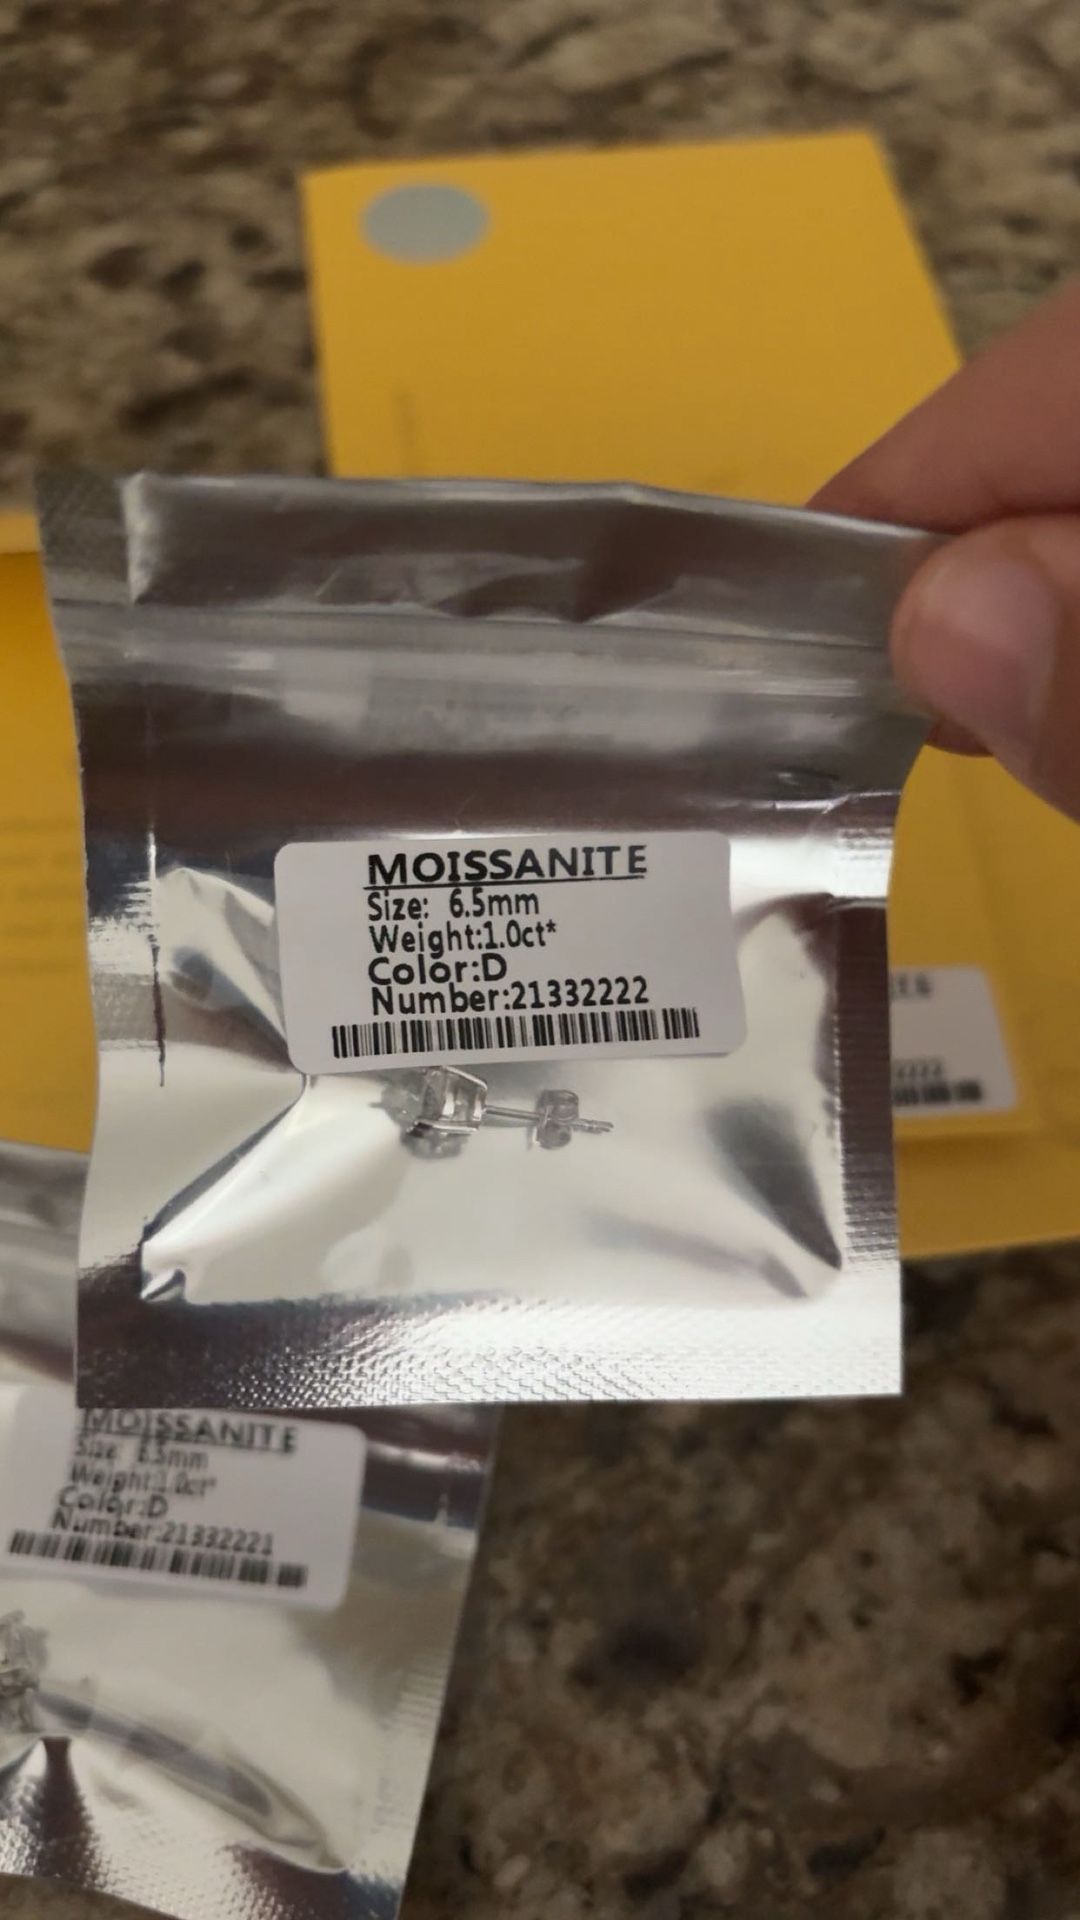 MOISSANITE
Size: 6.5mm
Weight:1.0ct*
Color:D
Number:21332222
MOISSANITE
Size 6.5mm
Weight:1.0ct*
Color:D
Number:21332221